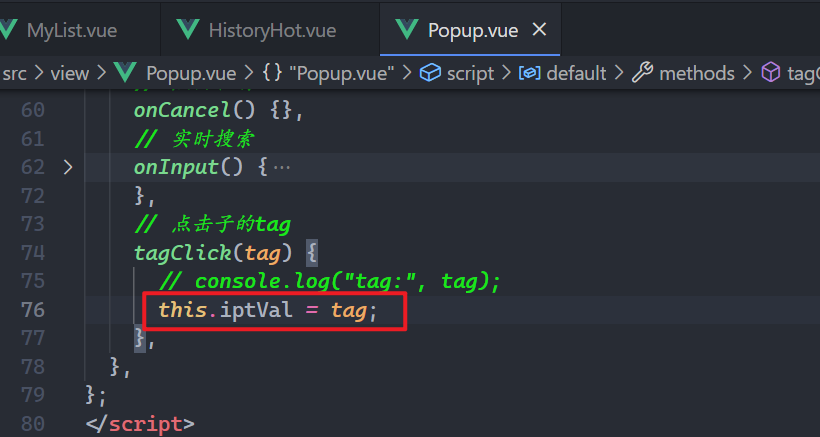 MyList.vue HistoryHot.vue Popup.vue ×
src > view > Popup.vue > {} "Popup.vue" > script > default > methods > tagC
60 onCancel() {},
61 // 实时搜索
62 > onInput() { ···
72 },
73 // 点击子的tag
74 tagClick(tag) {
75 // console.log("tag:", tag);
76 this.iptVal = tag;
77 },
78 },
79 };
80 </script>